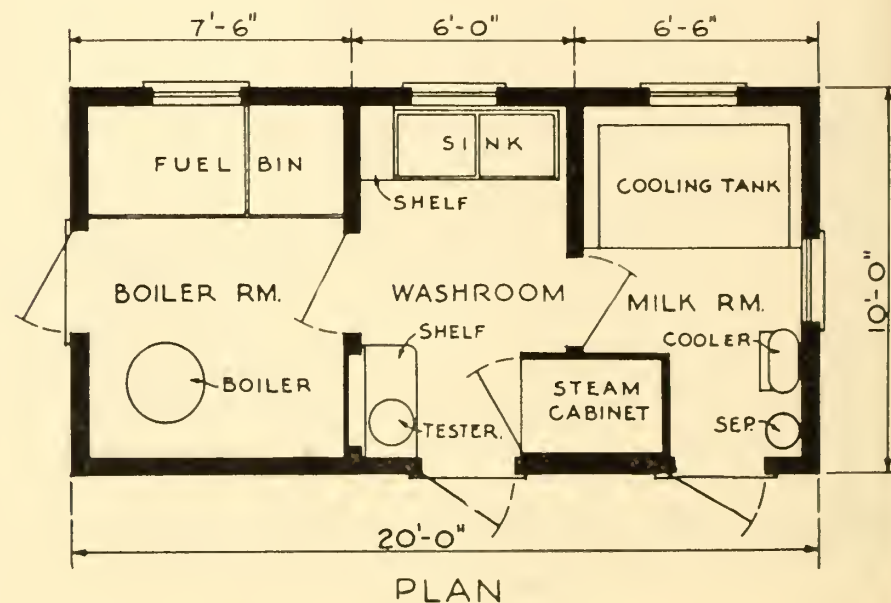 7'-6" 6'-0" 6'-6"
FUEL BIN
SINK
SHELF
COOLING TANK
BOILER RM.
WASHROOM
MILK RM.
10'-0"
SHELF
COOLER
BOILER
STEAM
CABINET
TESTER.
SEP.
20'-0"
PLAN